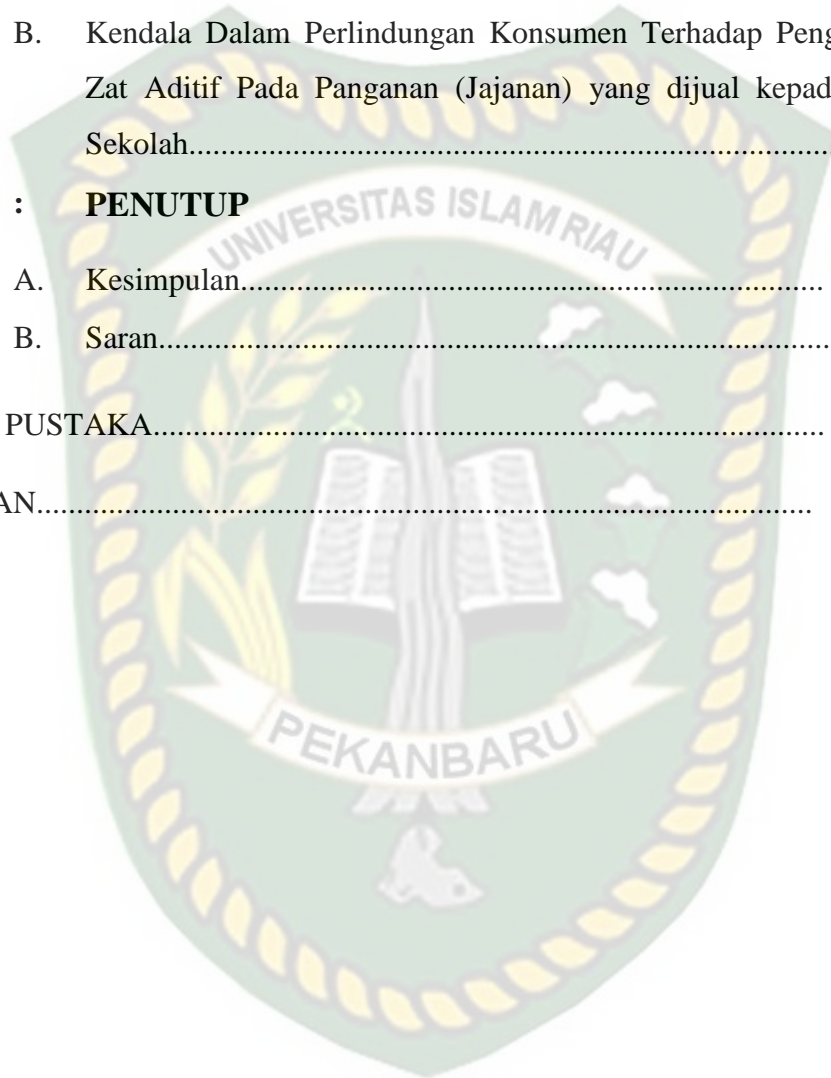 B. Kendala Dalam Perlindungan Konsumen Terhadap Peng
Zat Aditif Pada Panganan (Jajanan) yang dijual kepad
Sekolah................................................................................
: PENUTUP
A. Kesimpulan.........................................................................
B. Saran....................................................................................
PUSTAKA....................................................................................
AN.................................................................................................
UNIVERSITAS ISLAM RIAU
PEKANBARU